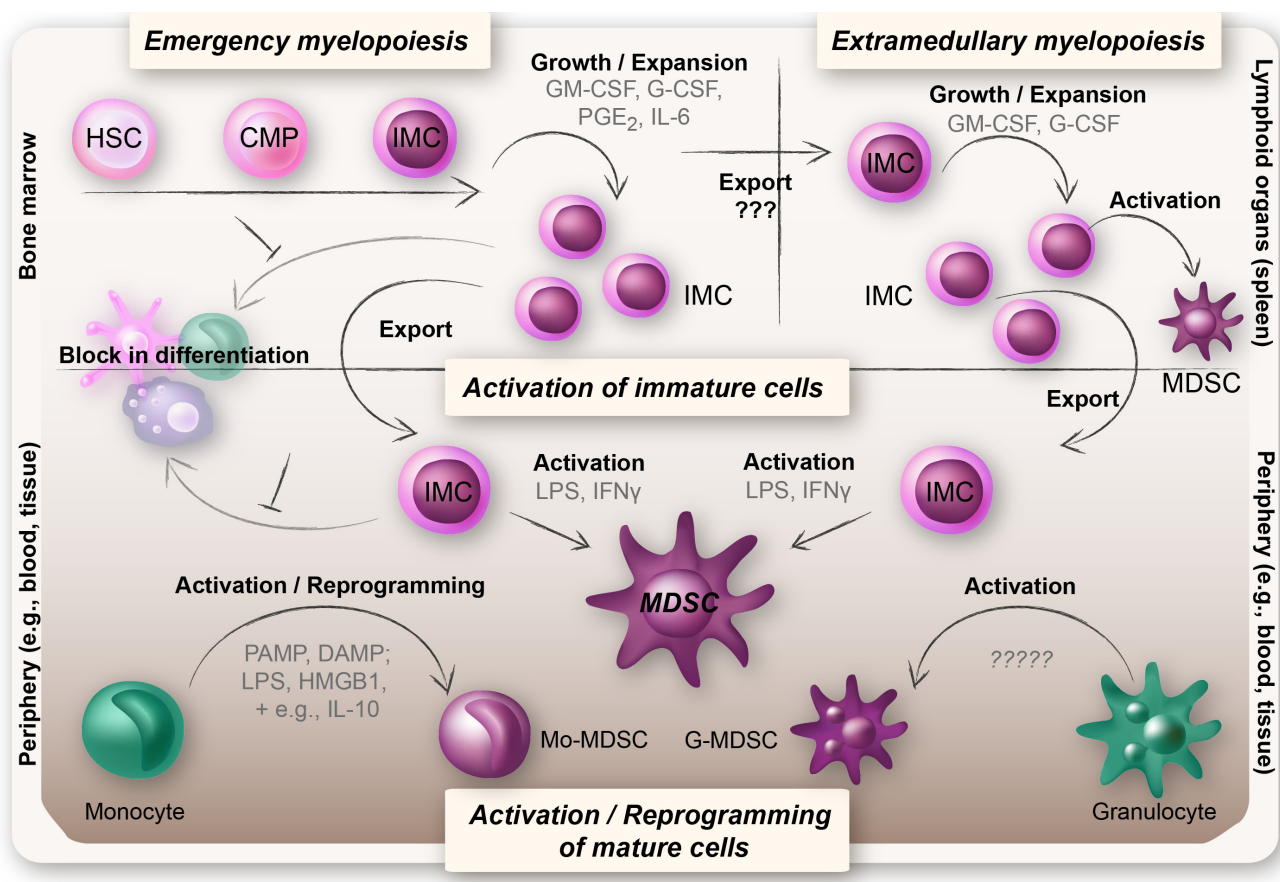 Emergency myelopoiesis
Extramedullary myelopoiesis
Bone marrow
HSC
CMP
IMC
Growth / Expansion
GM-CSF, G-CSF,
PGE₂, IL-6
Export
???
IMC
Growth / Expansion
GM-CSF, G-CSF
Activation
Lymphoid organs (spleen)
IMC
IMC
MDSC
Export
Export
Block in differentiation
Activation of immature cells
Periphery (e.g., blood, tissue)
IMC
Activation
LPS, IFNγ
Activation
LPS, IFNγ
IMC
MDSC
Periphery (e.g., blood, tissue)
Activation / Reprogramming
PAMP, DAMP;
LPS, HMGB1,
+ e.g., IL-10
Monocyte
Mo-MDSC
G-MDSC
Activation
?????
Granulocyte
Activation / Reprogramming
of mature cells